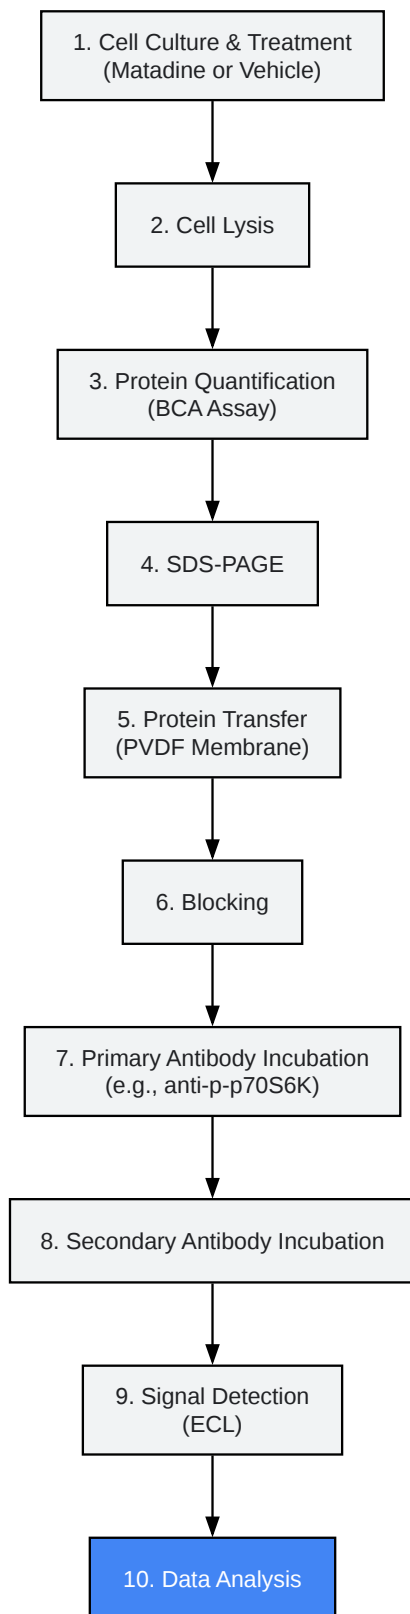 1. Cell Culture & Treatment
(Matadine or Vehicle)
2. Cell Lysis
3. Protein Quantification
(BCA Assay)
4. SDS-PAGE
5. Protein Transfer
(PVDF Membrane)
6. Blocking
7. Primary Antibody Incubation
(e.g., anti-p-p70S6K)
8. Secondary Antibody Incubation
9. Signal Detection
(ECL)
10. Data Analysis